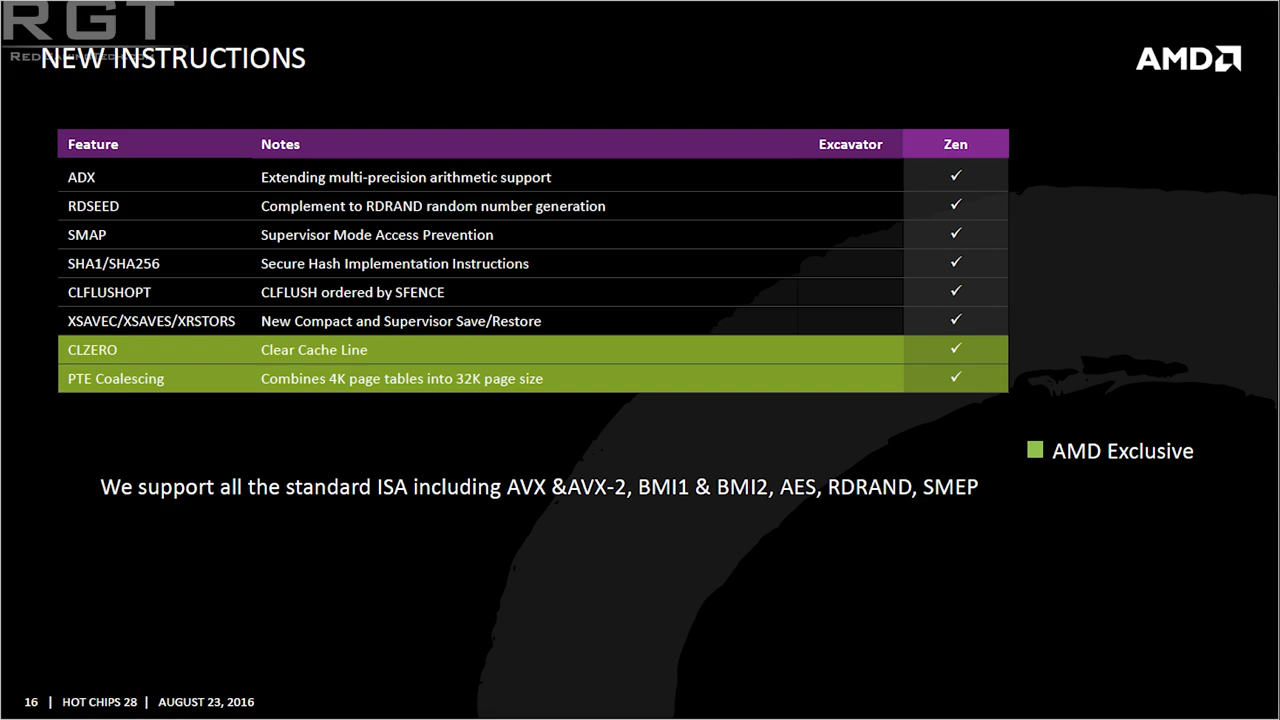 RGT
REDGAMINGTECH.COM
NEW INSTRUCTIONS
AMD
Feature Notes Excavator Zen
ADX Extending multi-precision arithmetic support ✓
RDSEED Complement to RDRAND random number generation ✓
SMAP Supervisor Mode Access Prevention ✓
SHA1/SHA256 Secure Hash Implementation Instructions ✓
CLFLUSHOPT CLFLUSH ordered by SFENCE ✓
XSAVEC/XSAVES/XRSTORS New Compact and Supervisor Save/Restore ✓
CLZERO Clear Cache Line ✓
PTE Coalescing Combines 4K page tables into 32K page size ✓
AMD Exclusive
We support all the standard ISA including AVX &AVX-2, BMI1 & BMI2, AES, RDRAND, SMEP
16 | HOT CHIPS 28 | AUGUST 23, 2016